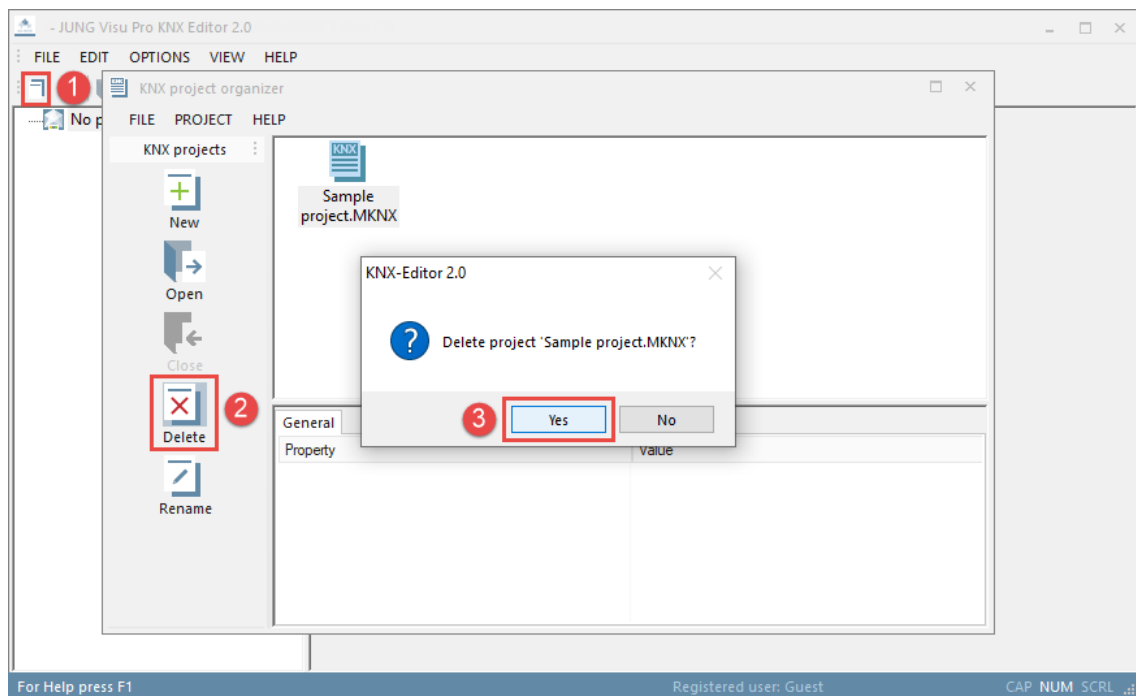 - JUNG Visu Pro KNX Editor 2.0
FILE EDIT OPTIONS VIEW HELP
1
KNX project organizer
No p
FILE PROJECT HELP
KNX projects
KNX
New
Sample
project.MKNX
Open
KNX-Editor 2.0
Delete project 'Sample project.MKNX'?
Close
2
Delete
3
Yes No
General
Property Value
Rename
For Help press F1 Registered user: Guest CAP NUM SCRL